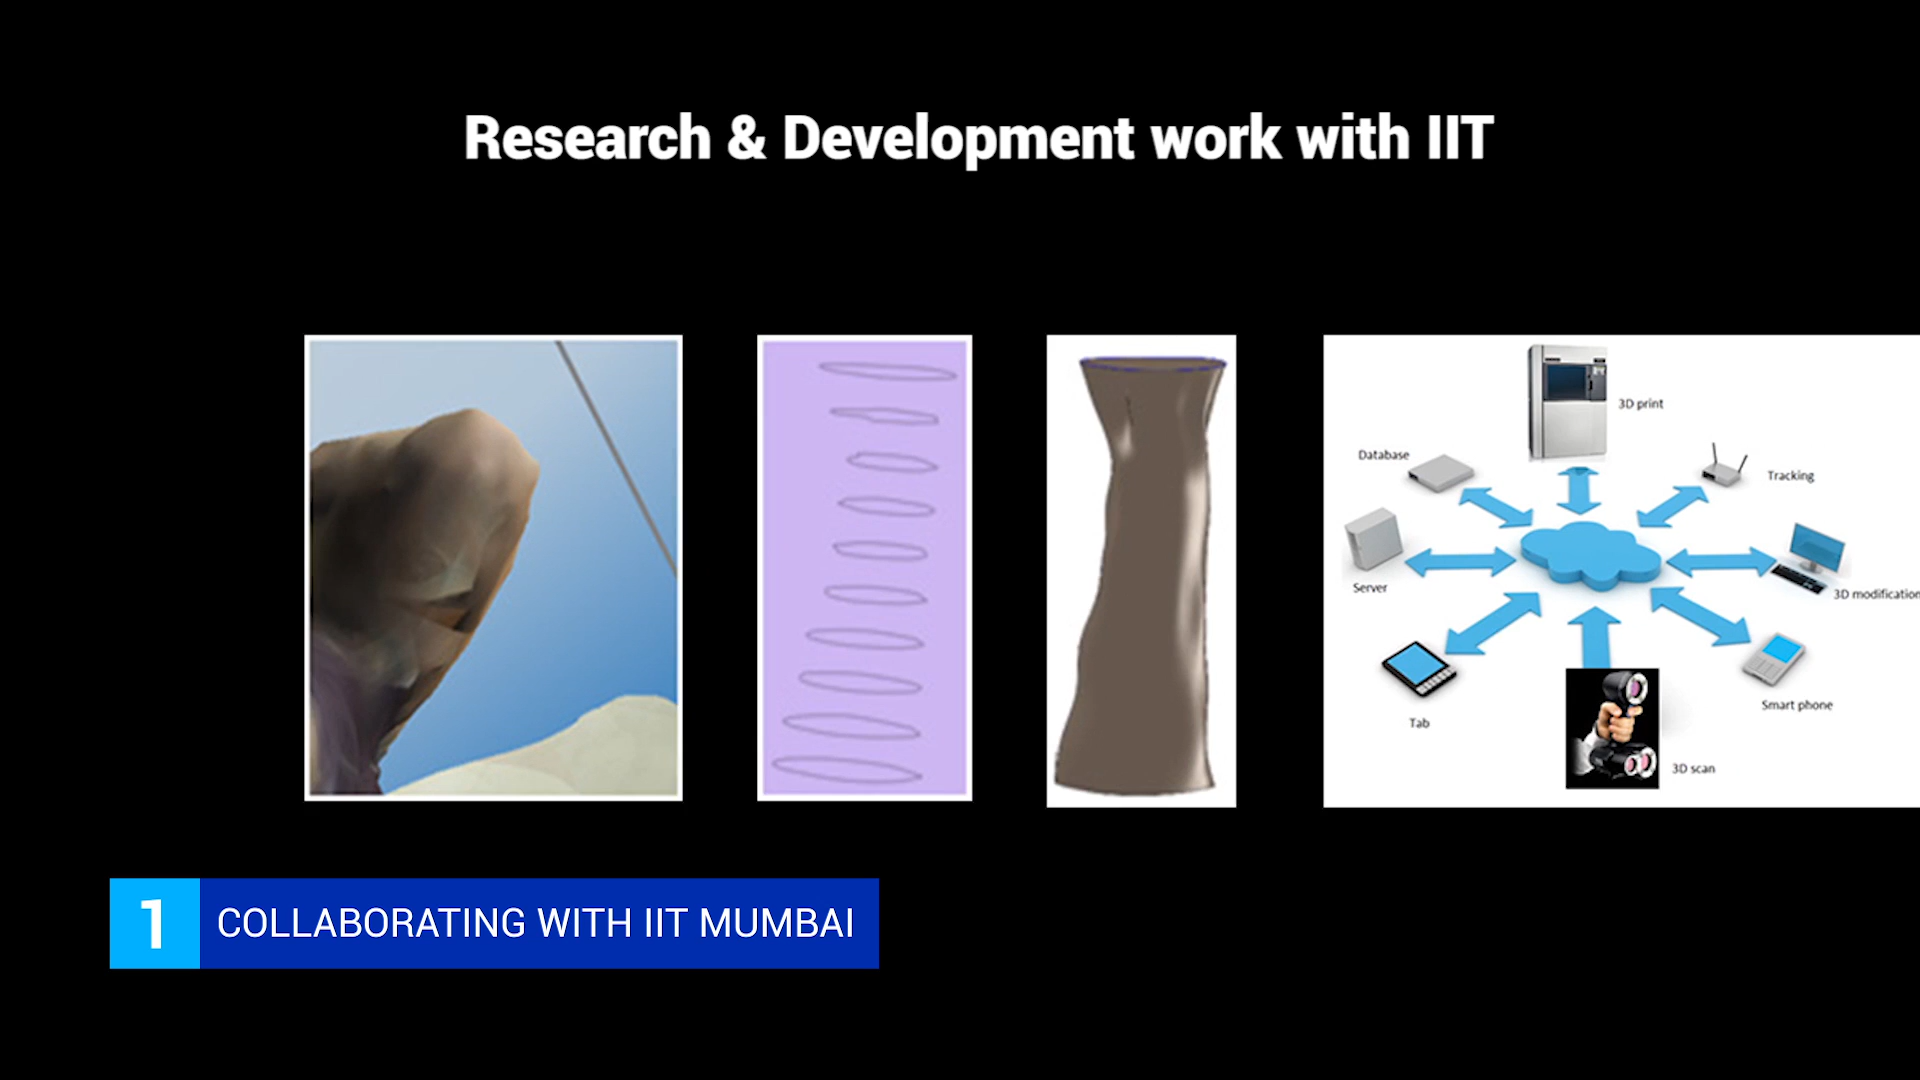 Research & Development work with IIT
3D print
Database
Tracking
Server
3D modification
Tab
Smart phone
3D scan
1
COLLABORATING WITH IIT MUMBAI